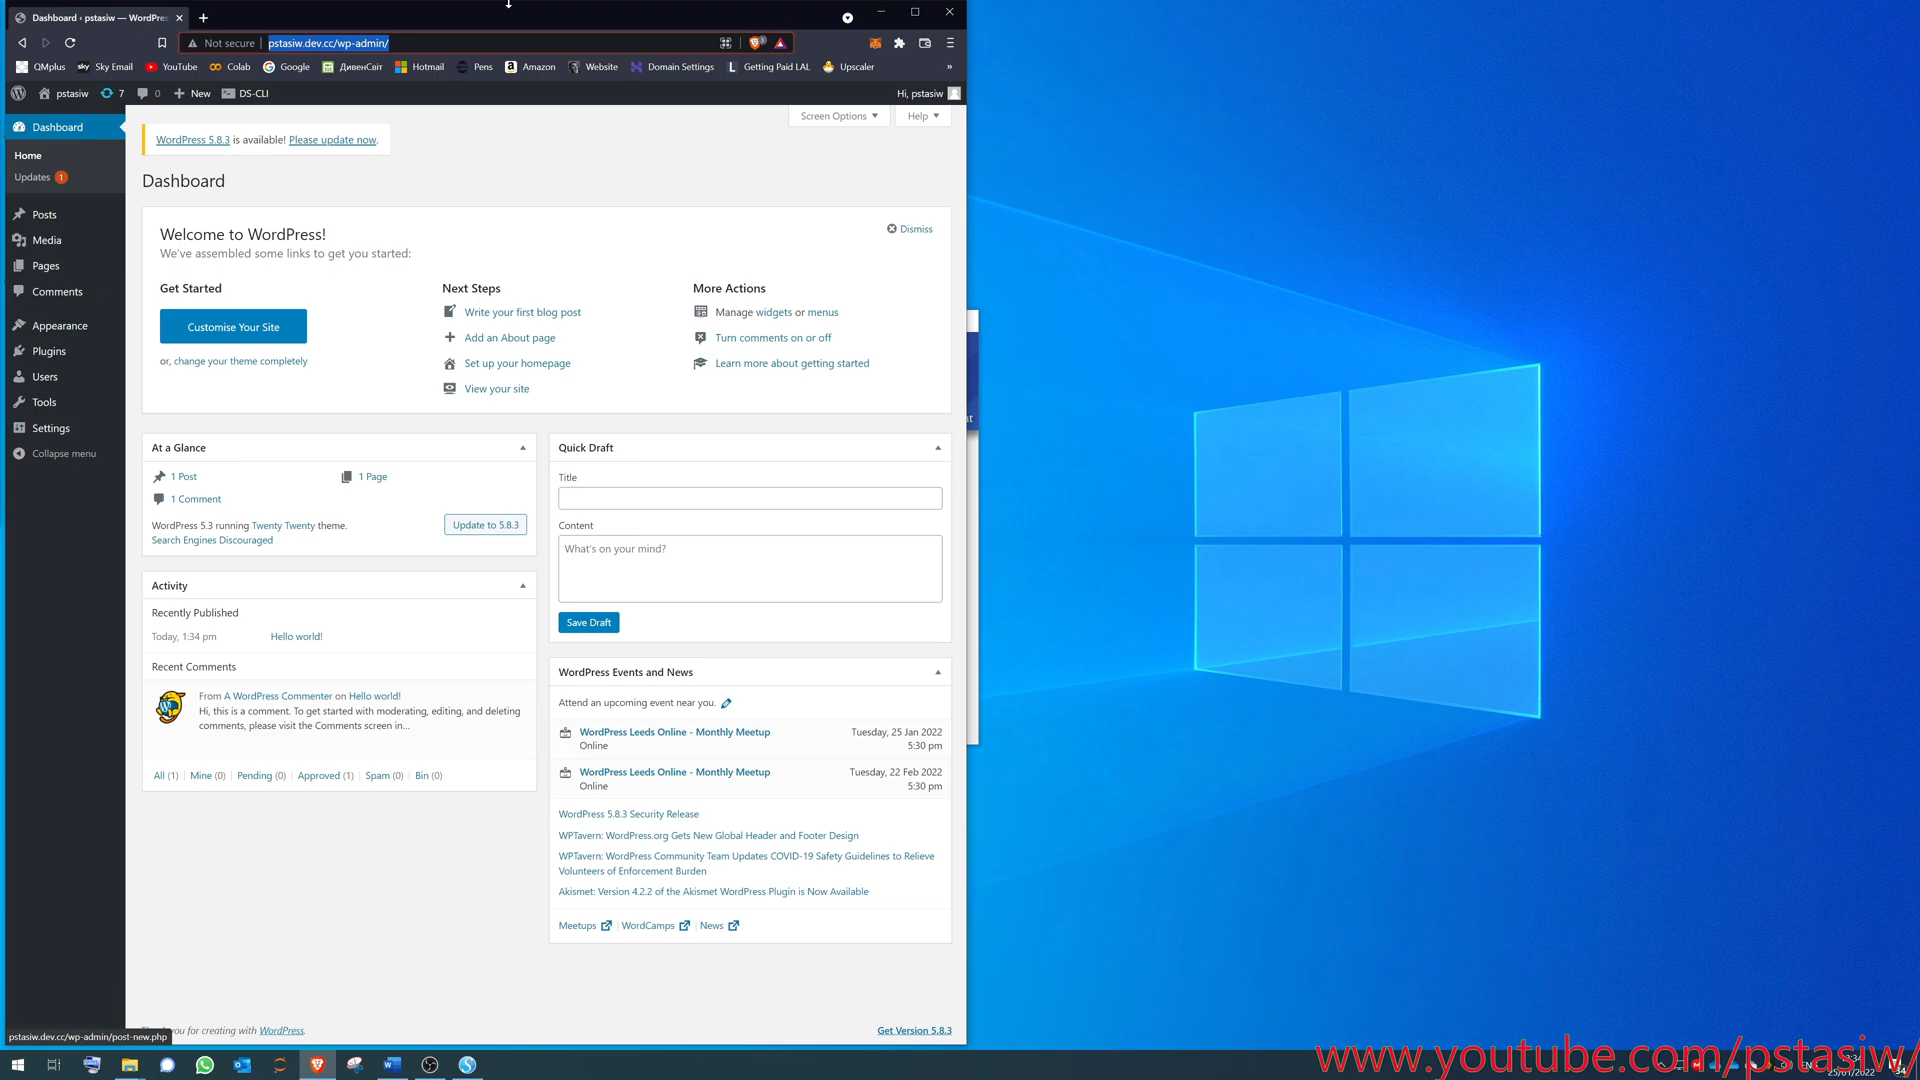 Dashboard ‹ pstasiw — WordPres
Not secure
pstasiw.dev.cc/wp-admin/
QMplus
sky Sky Email
YouTube
Colab
Google
ДивенСвіт
Hotmail
Pens
Amazon
Website
Domain Settings
Getting Paid LAL
Upscaler
»
pstasiw
7
0
New
DS-CLI
Hi, pstasiw
Dashboard
Home
Updates 1
Posts
Media
Pages
Comments
Appearance
Plugins
Users
Tools
Settings
Collapse menu
Screen Options
Help
WordPress 5.8.3 is available! Please update now.
Dashboard
Welcome to WordPress!
We've assembled some links to get you started:
Dismiss
Get Started
Customise Your Site
or, change your theme completely
Next Steps
Write your first blog post
Add an About page
Set up your homepage
View your site
More Actions
Manage widgets or menus
Turn comments on or off
Learn more about getting started
At a Glance
1 Post
1 Page
1 Comment
WordPress 5.3 running Twenty Twenty theme.
Update to 5.8.3
Search Engines Discouraged
Activity
Recently Published
Today, 1:34 pm
Hello world!
Recent Comments
From A WordPress Commenter on Hello world!
Hi, this is a comment. To get started with moderating, editing, and deleting
comments, please visit the Comments screen in...
All (1) | Mine (0) | Pending (0) | Approved (1) | Spam (0) | Bin (0)
Quick Draft
Title
Content
What's on your mind?
Save Draft
WordPress Events and News
Attend an upcoming event near you.
WordPress Leeds Online - Monthly Meetup
Tuesday, 25 Jan 2022
Online
5:30 pm
WordPress Leeds Online - Monthly Meetup
Tuesday, 22 Feb 2022
Online
5:30 pm
WordPress 5.8.3 Security Release
WPTavern: WordPress.org Gets New Global Header and Footer Design
WPTavern: WordPress Community Team Updates COVID-19 Safety Guidelines to Relieve
Volunteers of Enforcement Burden
Akismet: Version 4.2.2 of the Akismet WordPress Plugin is Now Available
Meetups | WordCamps | News
you for creating with WordPress.
Get Version 5.8.3
pstasiw.dev.cc/wp-admin/post-new.php
www.youtube.com/pstasiw/
25/01/2022